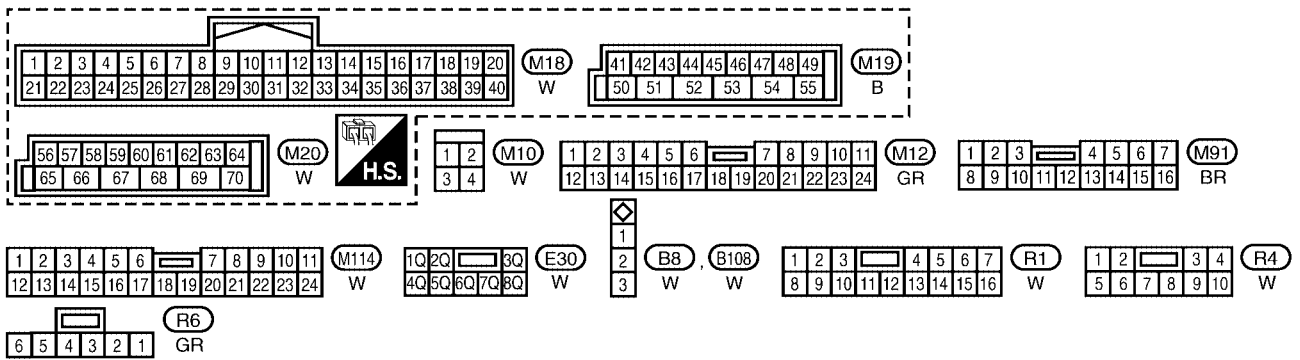 1 2 3 4 5 6 7 8 9 10 11 12 13 14 15 16 17 18 19 20 M18
21 22 23 24 25 26 27 28 29 30 31 32 33 34 35 36 37 38 39 40 W
41 42 43 44 45 46 47 48 49 M19
50 51 52 53 54 55 B
56 57 58 59 60 61 62 63 64 M20
65 66 67 68 69 70 W
H.S.
1 2 M10
3 4 W
1 2 3 4 5 6 7 8 9 10 11 M12
12 13 14 15 16 17 18 19 20 21 22 23 24 GR
1 2 3 4 5 6 7 M91
8 9 10 11 12 13 14 15 16 BR
1 2 3 4 5 6 7 8 9 10 11 M114
12 13 14 15 16 17 18 19 20 21 22 23 24 W
1Q 2Q 3Q E30
4Q 5Q 6Q 7Q 8Q W
1
2 B8 , B108
3 W W
1 2 3 4 5 6 7 R1
8 9 10 11 12 13 14 15 16 W
1 2 3 4 R4
5 6 7 8 9 10 W
R6
6 5 4 3 2 1 GR